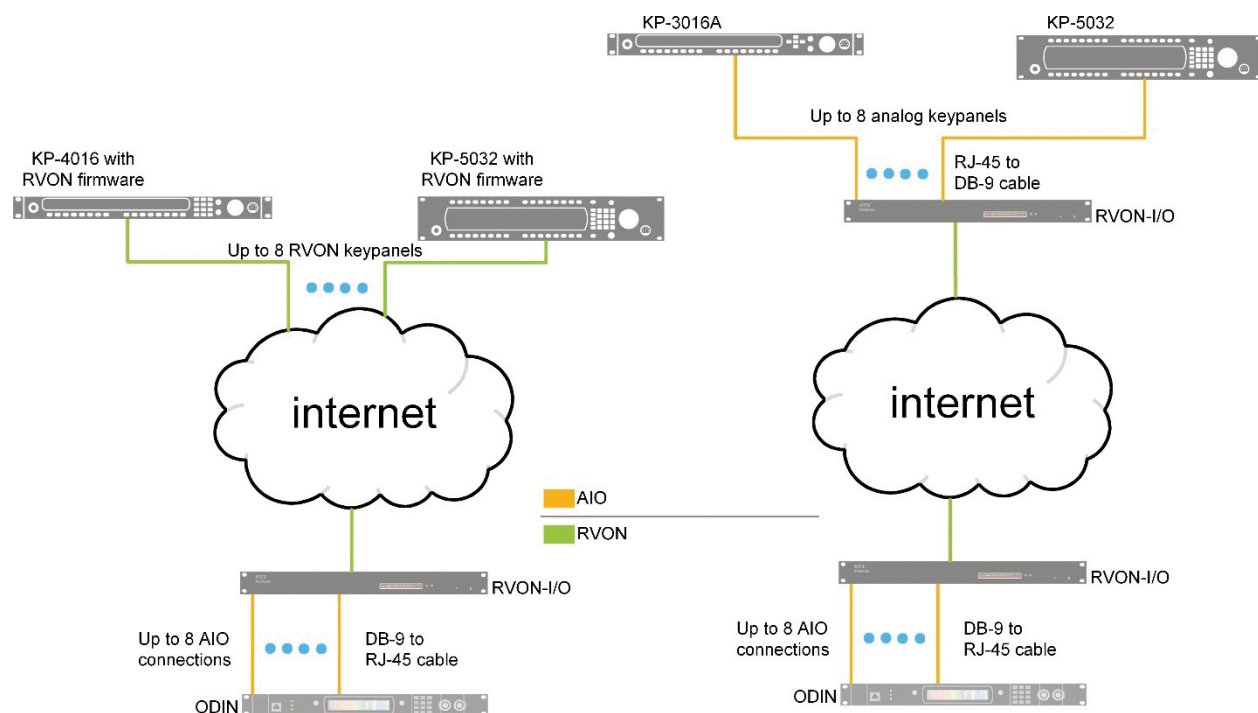 KP-3016A
KP-5032
Up to 8 analog keypanels
RJ-45 to
DB-9 cable
RVON-I/O
KP-4016 with
RVON firmware
KP-5032 with
RVON firmware
Up to 8 RVON keypanels
internet
internet
AIO
RVON
RVON-I/O
Up to 8 AIO
connections
DB-9 to
RJ-45 cable
ODIN
RVON-I/O
Up to 8 AIO
connections
DB-9 to
RJ-45 cable
ODIN